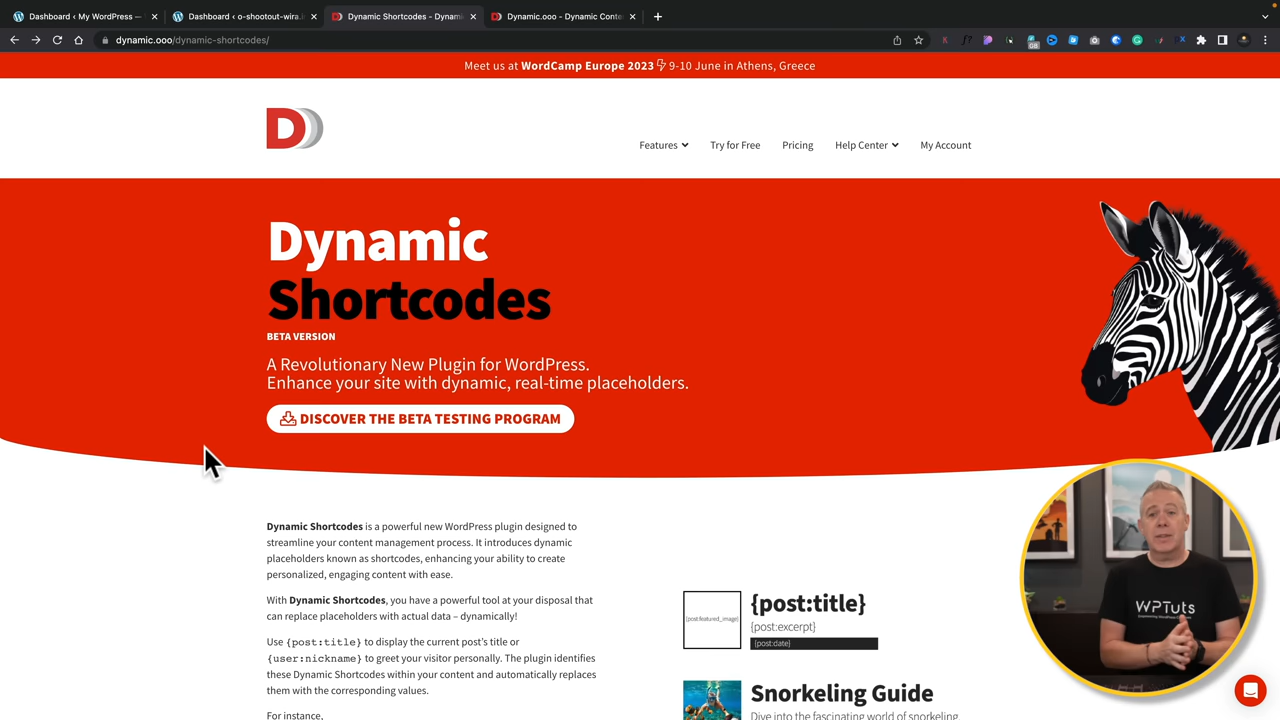 Dashboard ‹ My WordPress —
Dashboard ‹ o-shootout-wira.i
Dynamic Shortcodes - Dynami
Dynamic.ooo - Dynamic Conte
dynamic.ooo/dynamic-shortcodes/
Meet us at WordCamp Europe 2023 9-10 June in Athens, Greece
D
Features
Try for Free
Pricing
Help Center
My Account
Dynamic
Shortcodes
BETA VERSION
A Revolutionary New Plugin for WordPress.
Enhance your site with dynamic, real-time placeholders.
DISCOVER THE BETA TESTING PROGRAM
Dynamic Shortcodes is a powerful new WordPress plugin designed to
streamline your content management process. It introduces dynamic
placeholders known as shortcodes, enhancing your ability to create
personalized, engaging content with ease.
With Dynamic Shortcodes, you have a powerful tool at your disposal that
can replace placeholders with actual data – dynamically!
Use {post:title} to display the current post's title or
{user:nickname} to greet your visitor personally. The plugin identifies
these Dynamic Shortcodes within your content and automatically replaces
them with the corresponding values.
For instance,
{post:featured_image}
{post:title}
{post:excerpt}
{post:date}
Snorkeling Guide
Dive into the fascinating world of snorkeling
WPTuts